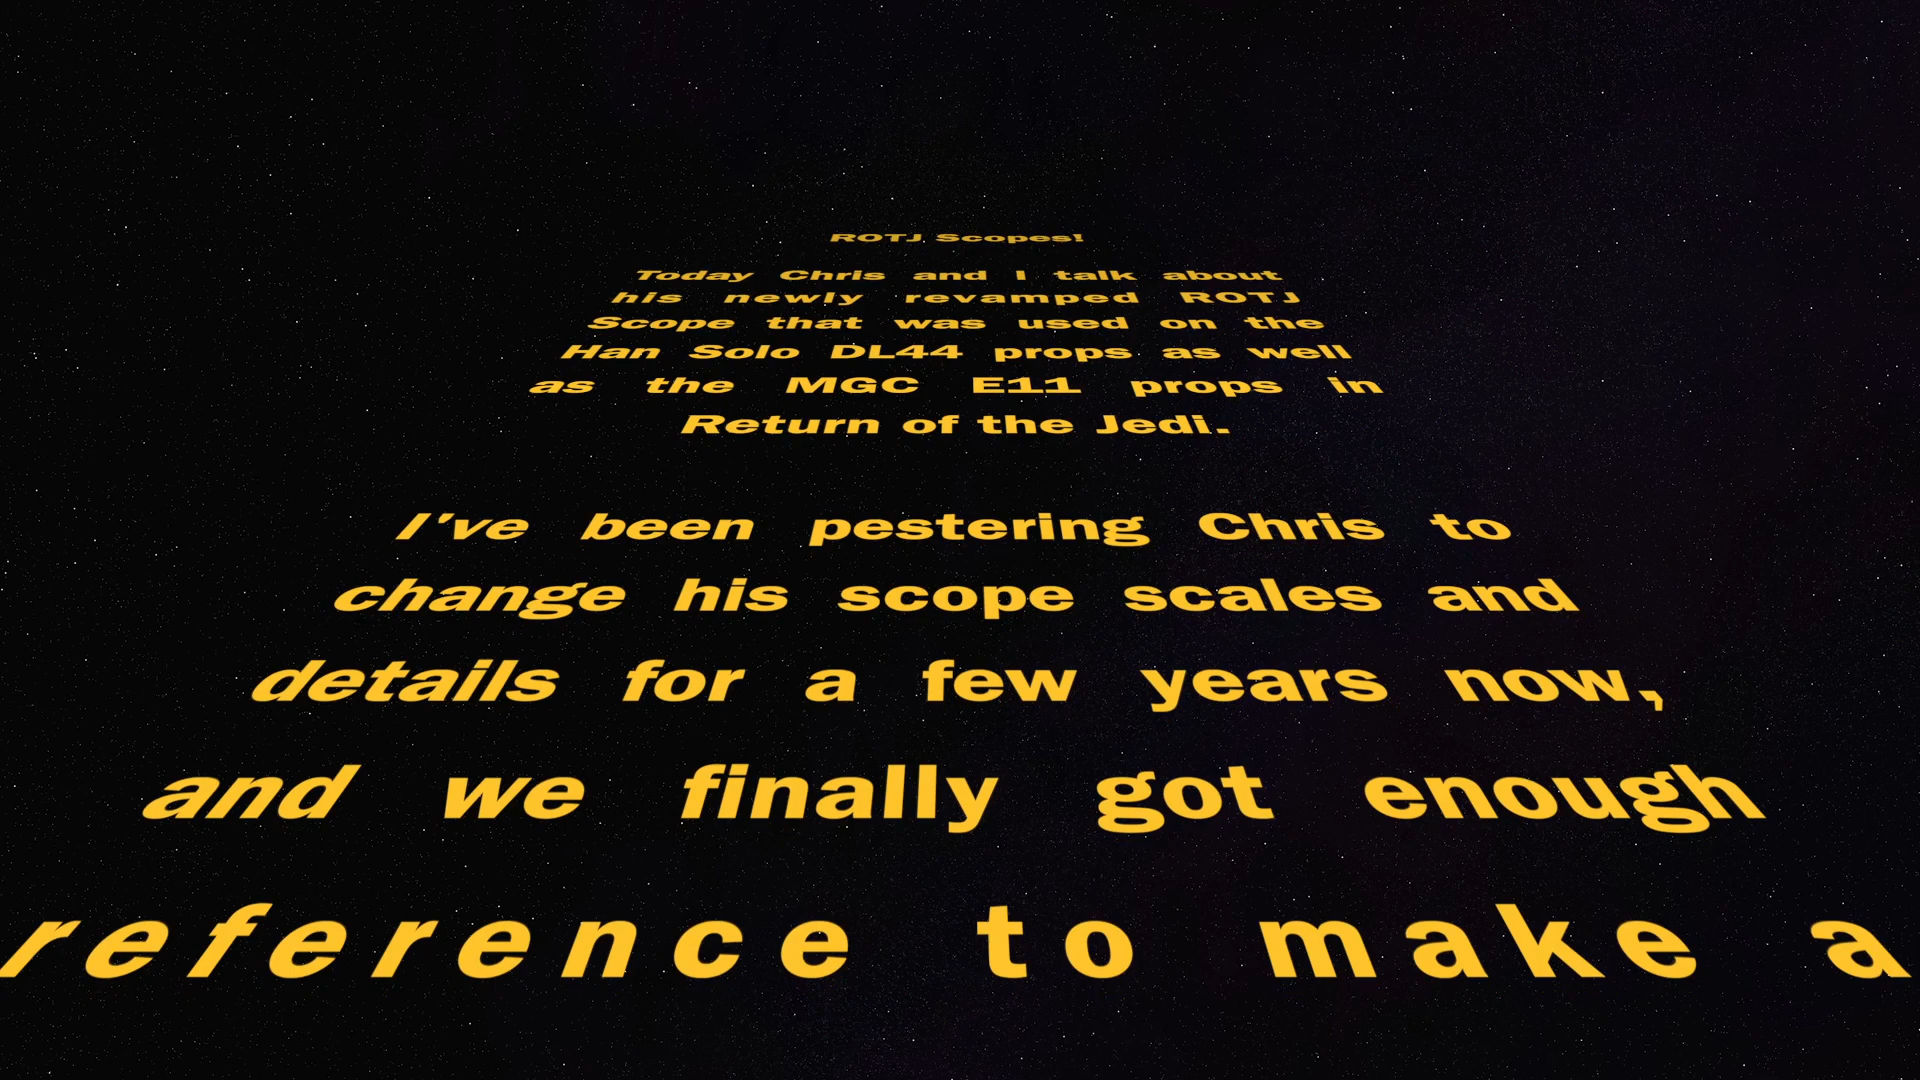 ROTJ Scopes!
Today Chris and I talk about
his newly revamped ROTJ
Scope that was used on the
Han Solo DL44 props as well
as the MGC E11 props in
Return of the Jedi.
I've been pestering Chris to
change his scope scales and
details for a few years now,
and we finally got enough
reference to make a